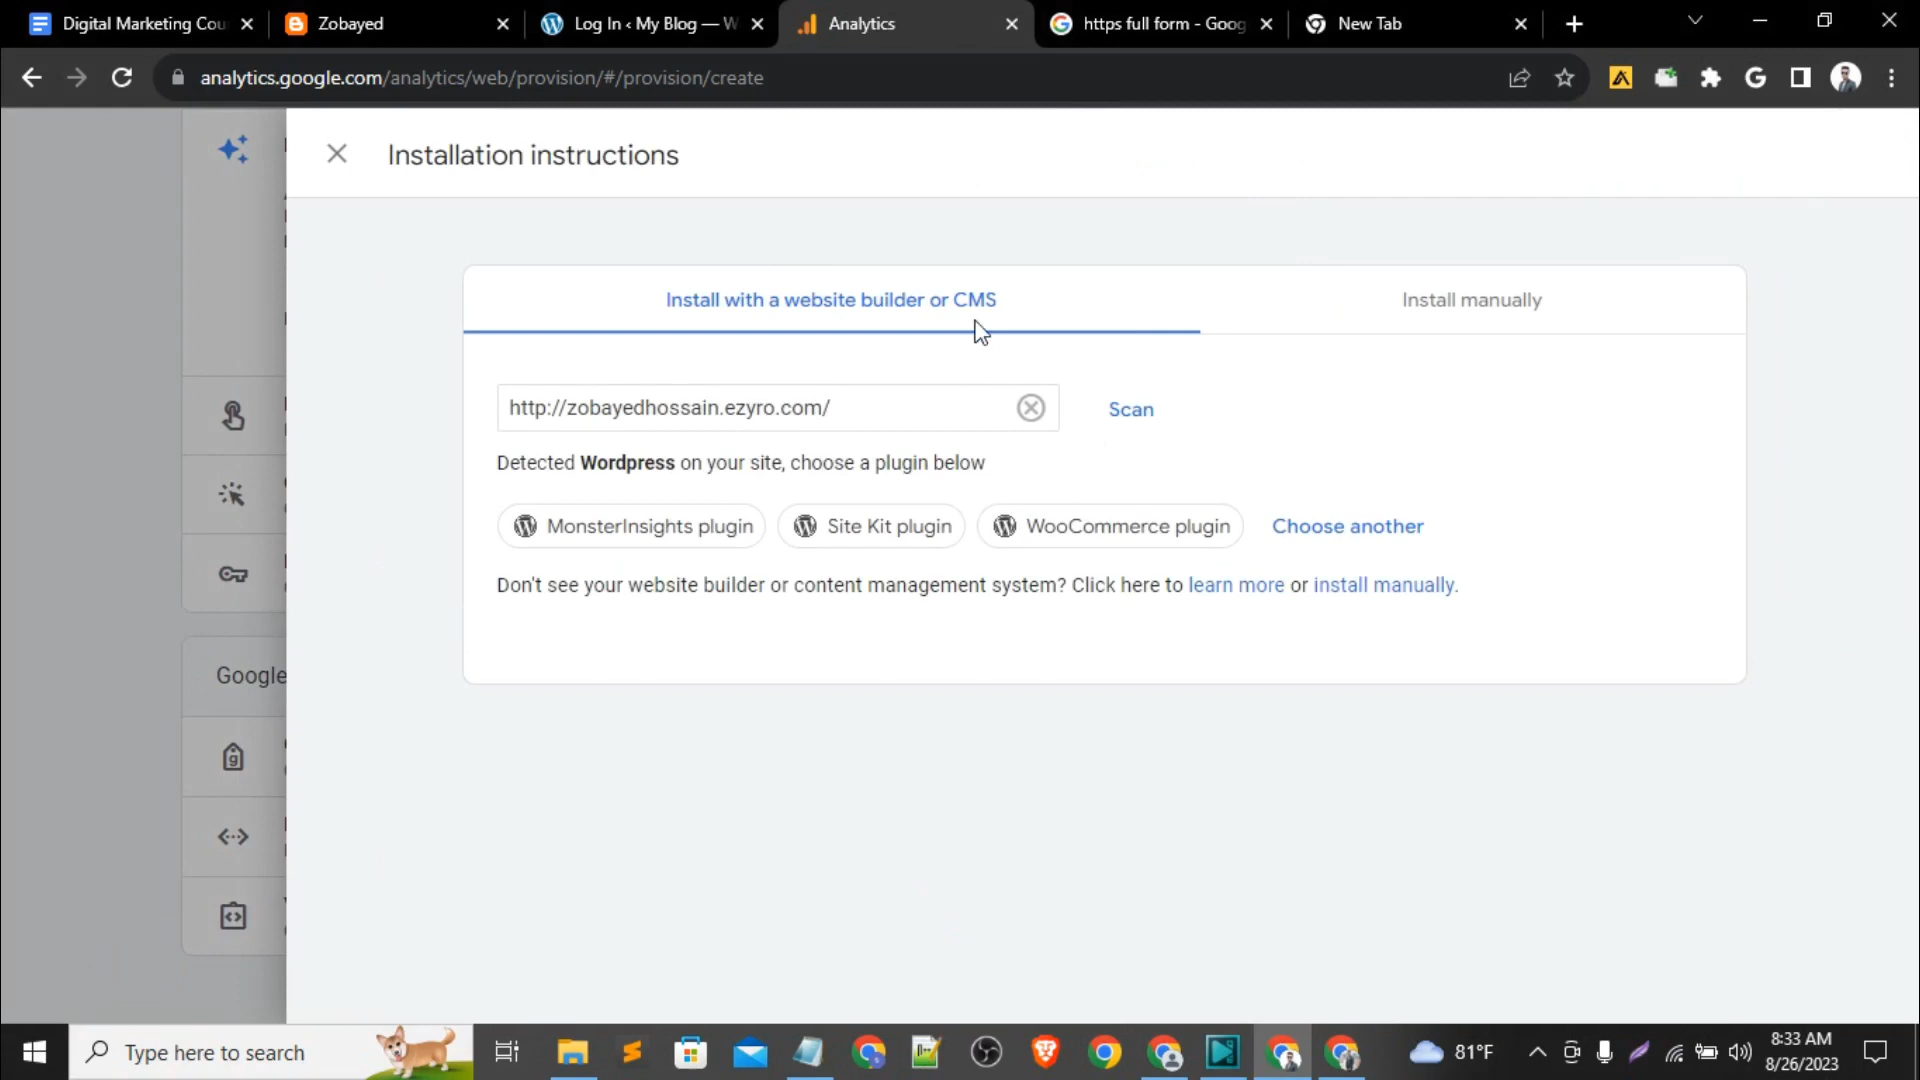 Digital Marketing Cou
Zobayed
Log In ‹ My Blog — W
Analytics
https full form - Goog
New Tab
analytics.google.com/analytics/web/provision/#/provision/create
Installation instructions
Install with a website builder or CMS
Install manually
http://zobayedhossain.ezyro.com/
Scan
Detected Wordpress on your site, choose a plugin below
MonsterInsights plugin
Site Kit plugin
WooCommerce plugin
Choose another
Don't see your website builder or content management system? Click here to learn more or install manually.
Google
Type here to search
81°F
8:33 AM
8/26/2023